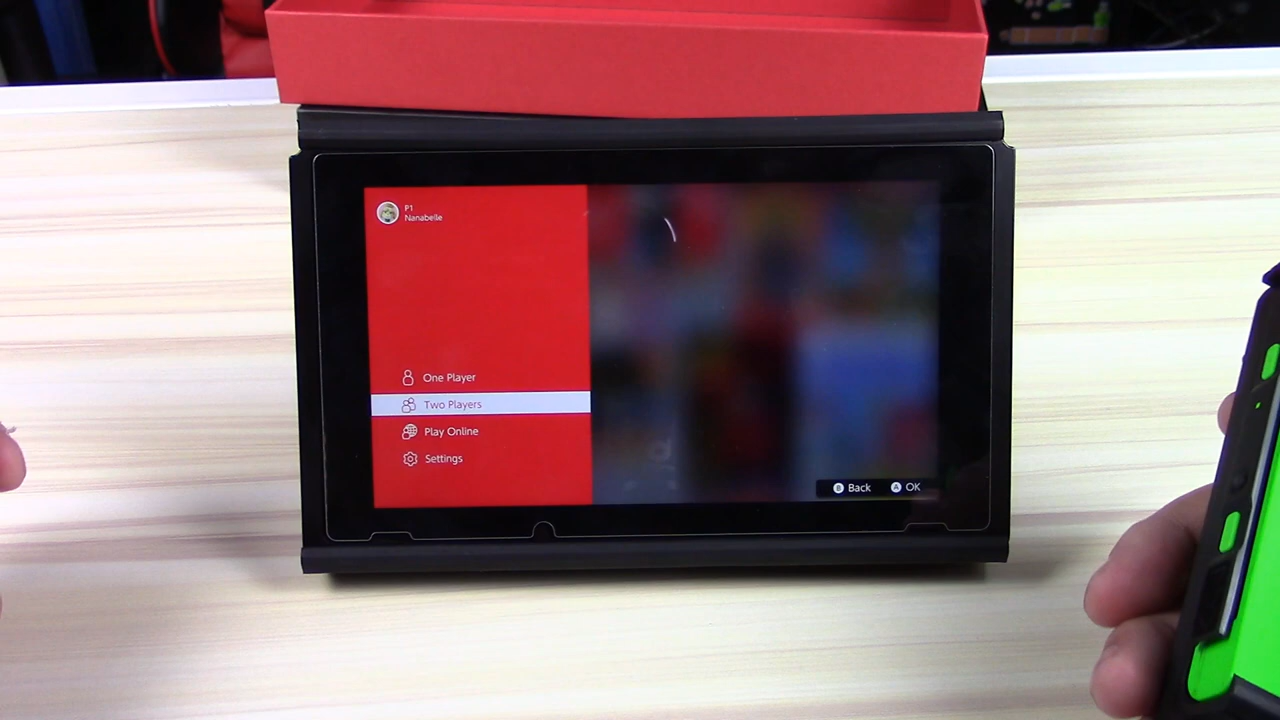 P1
Nanabelle
One Player
Two Players
Play Online
Settings
B Back A OK